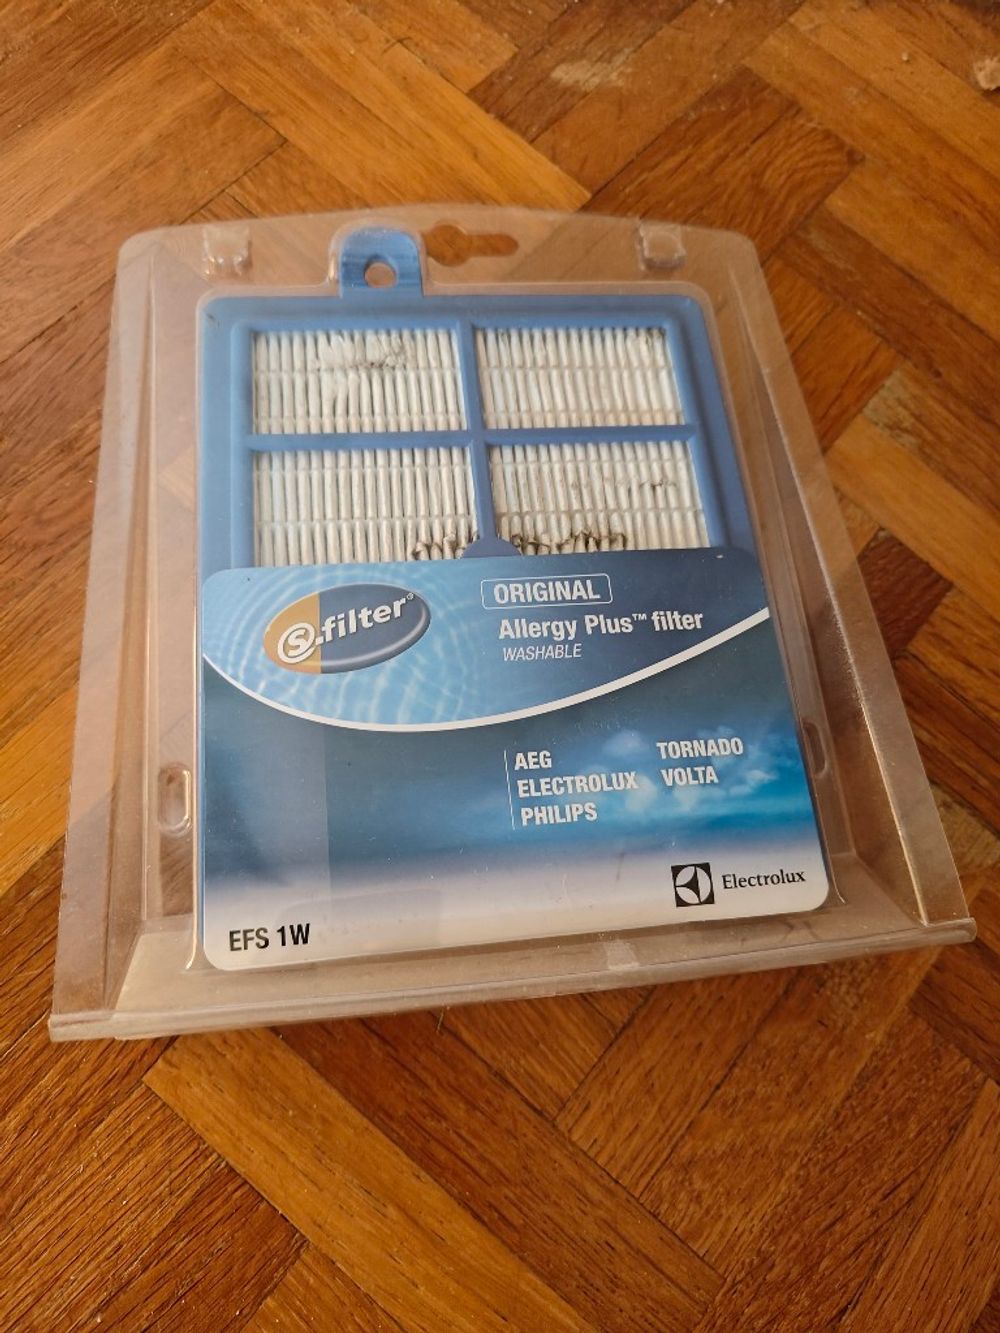 s-filter®
ORIGINAL
Allergy Plus™ filter
WASHABLE
AEG
ELECTROLUX
PHILIPS
TORNADO
VOLTA
Electrolux
EFS 1W